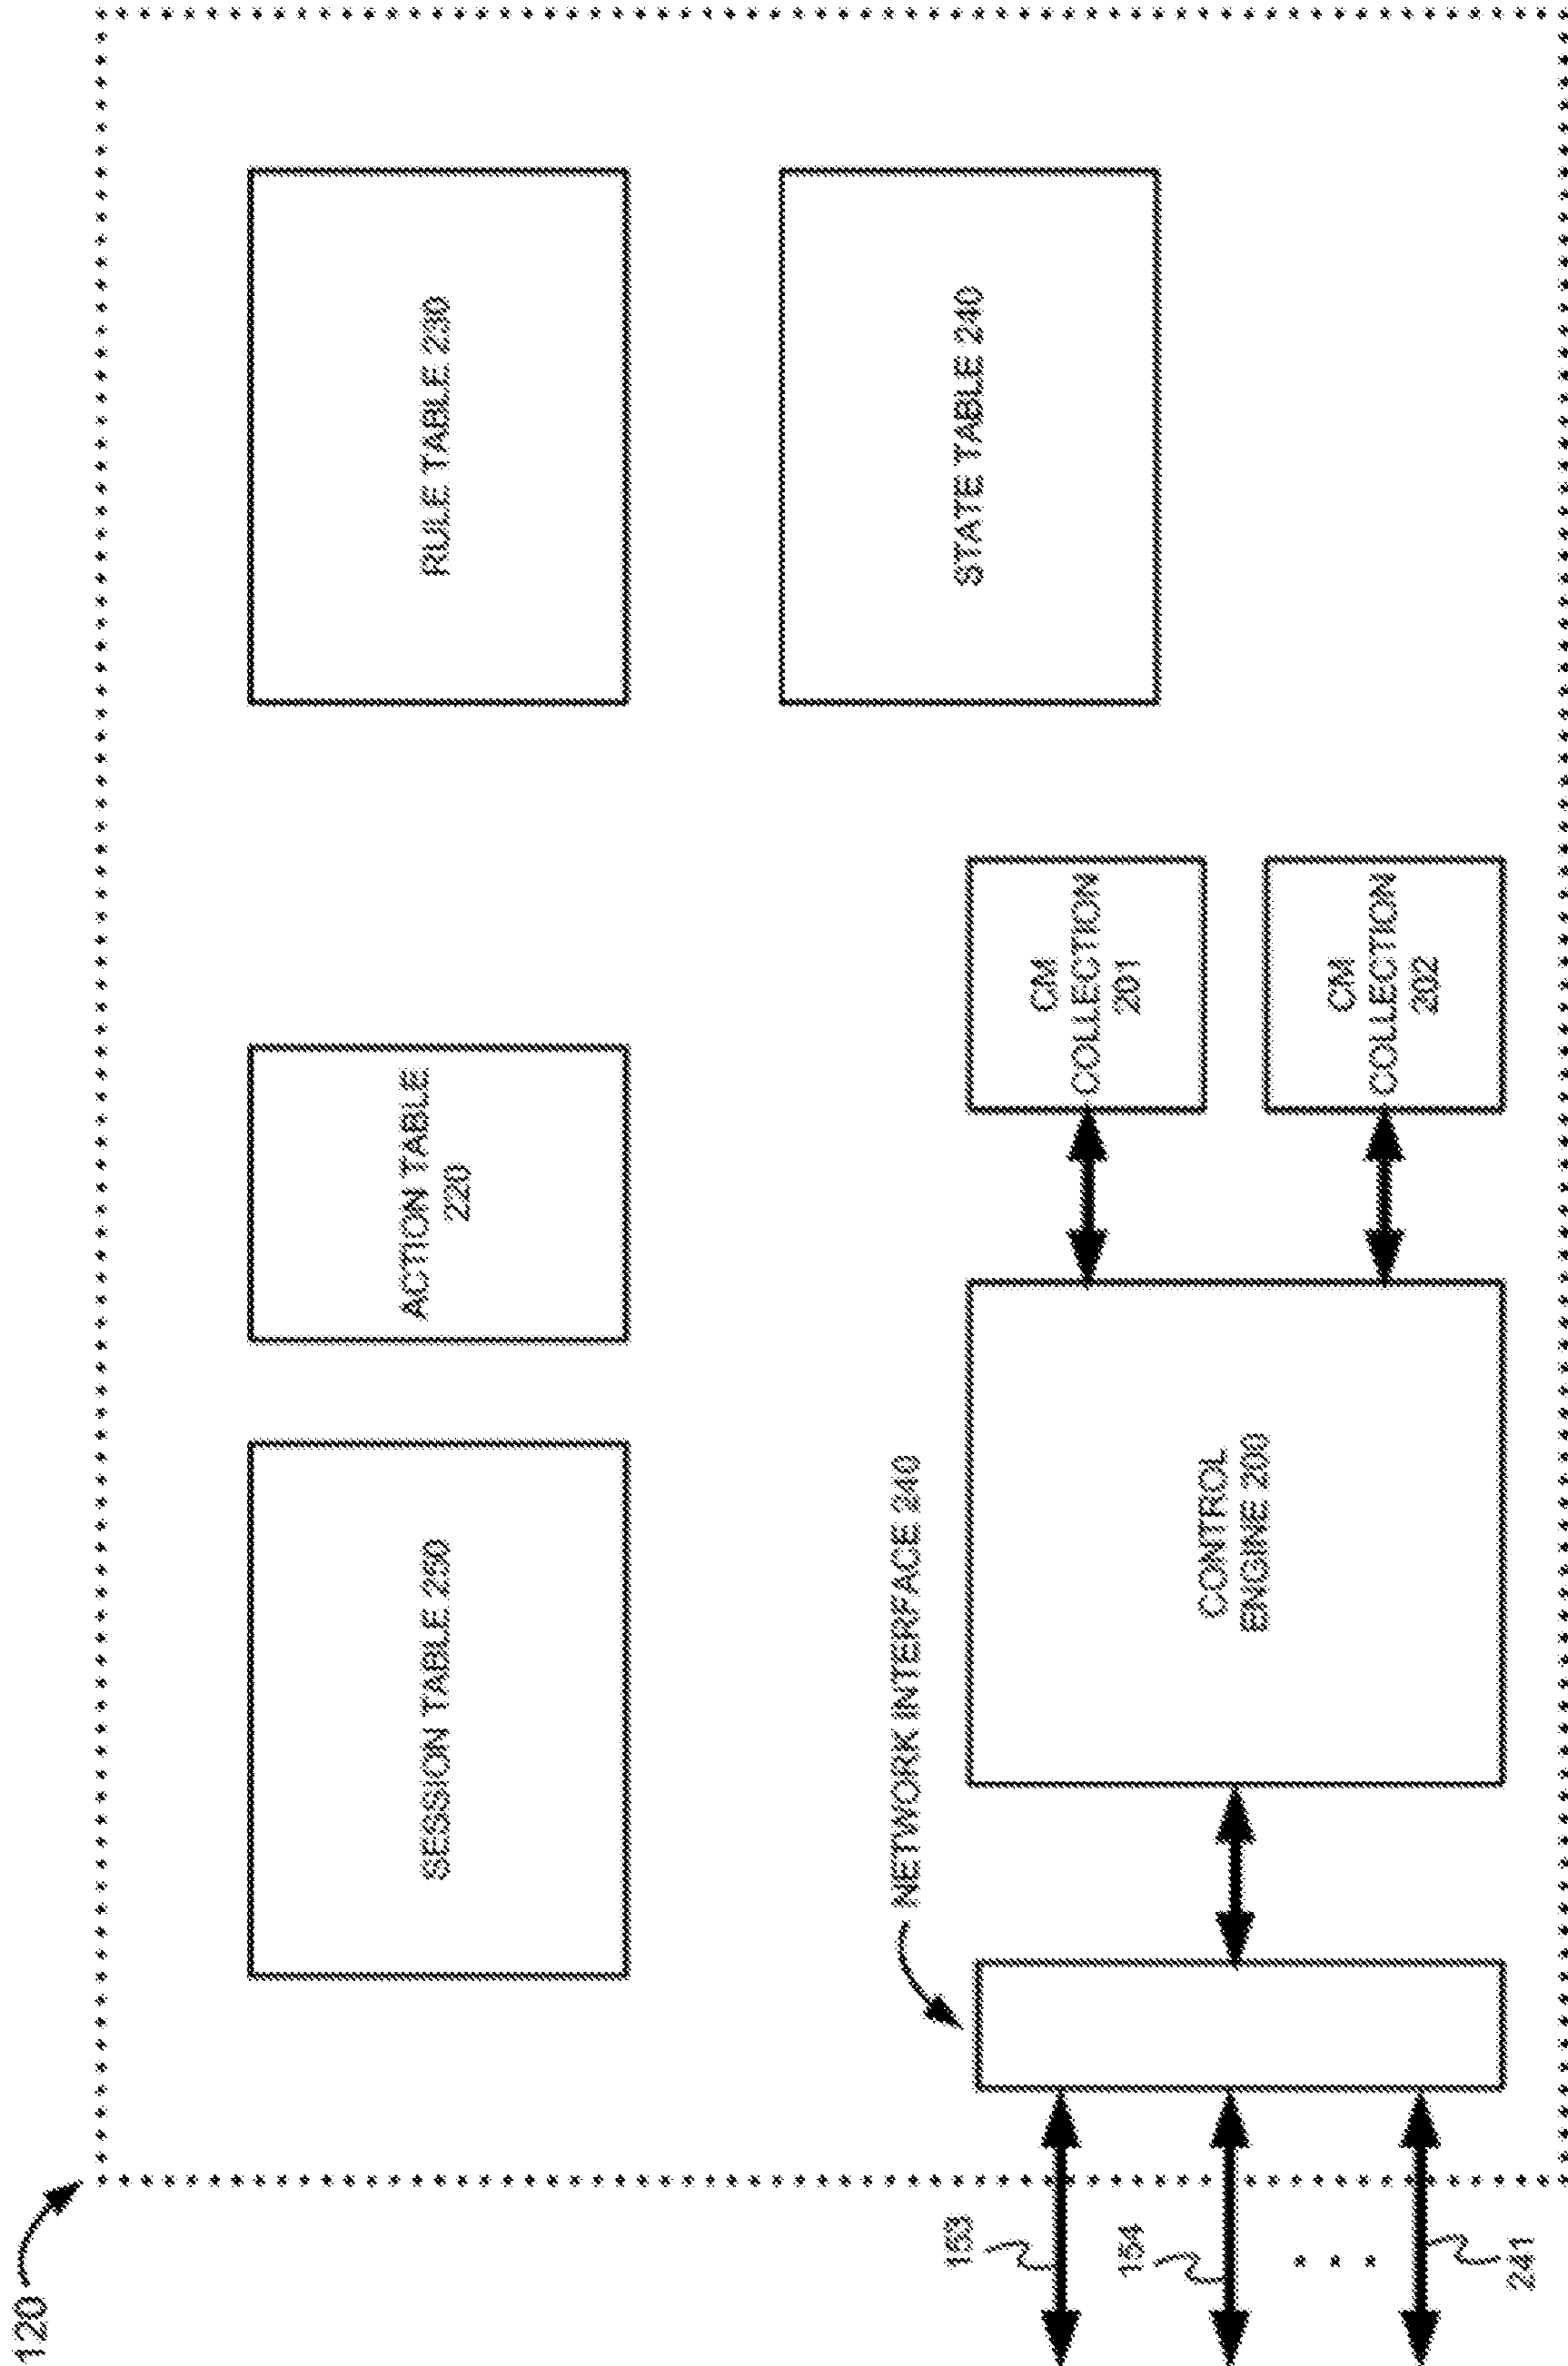 120
SESSION TABLE 250
ACTION TABLE
220
RULE TABLE 230
STATE TABLE 240
NETWORK INTERFACE 240
CONTROL
ENGINE 200
CM
COLLECTION
201
CM
COLLECTION
202
153
154
. . .
241